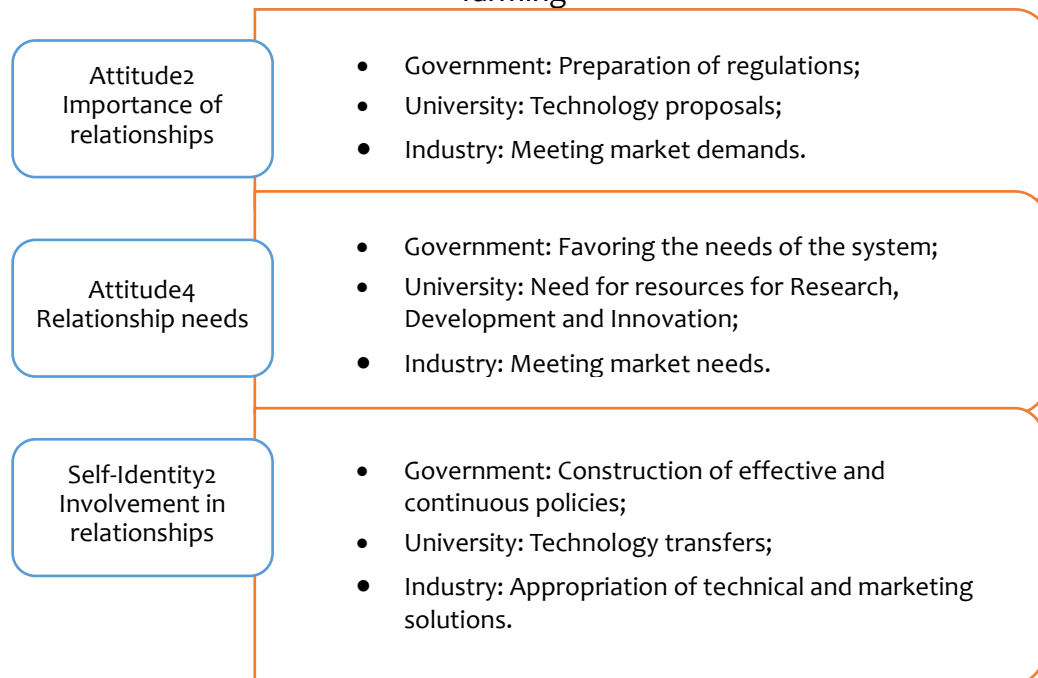 farming
Attitude2
Importance of
relationships
• Government: Preparation of regulations;
• University: Technology proposals;
• Industry: Meeting market demands.
Attitude4
Relationship needs
• Government: Favoring the needs of the system;
• University: Need for resources for Research,
Development and Innovation;
• Industry: Meeting market needs.
Self-Identity2
Involvement in
relationships
• Government: Construction of effective and
continuous policies;
• University: Technology transfers;
• Industry: Appropriation of technical and marketing
solutions.